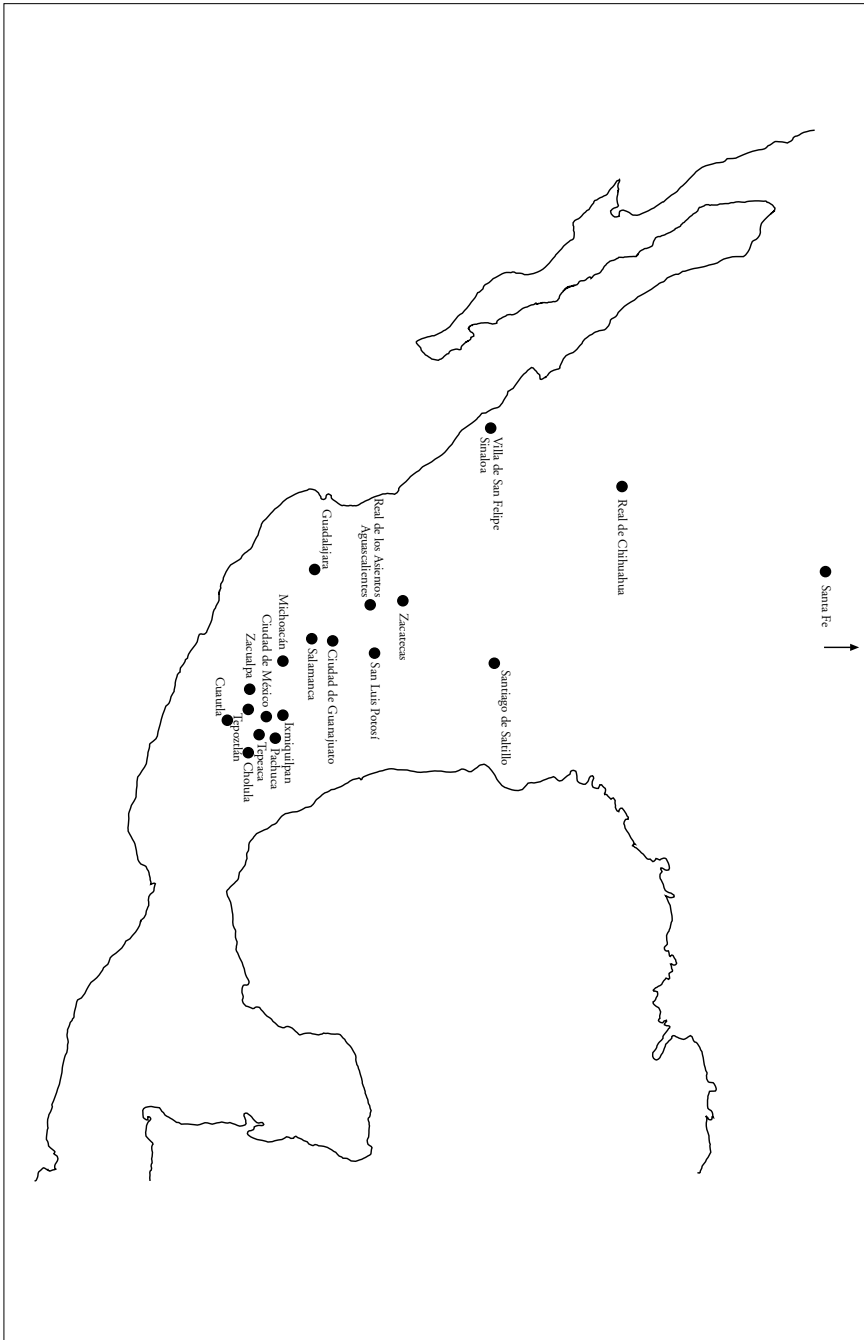 Santa Fe
Real de Chihuahua
Villa de San Felipe
Sinaloa
Santiago de Saltillo
Zacatecas
Real de los Asientos
Aguascalientes
San Luis Potosí
Guadalajara
Ciudad de Guanajuato
Salamanca
Michoacán
Ixmiquilpan
Pachuca
Ciudad de México
Tepeaca
Zacualpa
Cholula
Tepoztlán
Cuautla